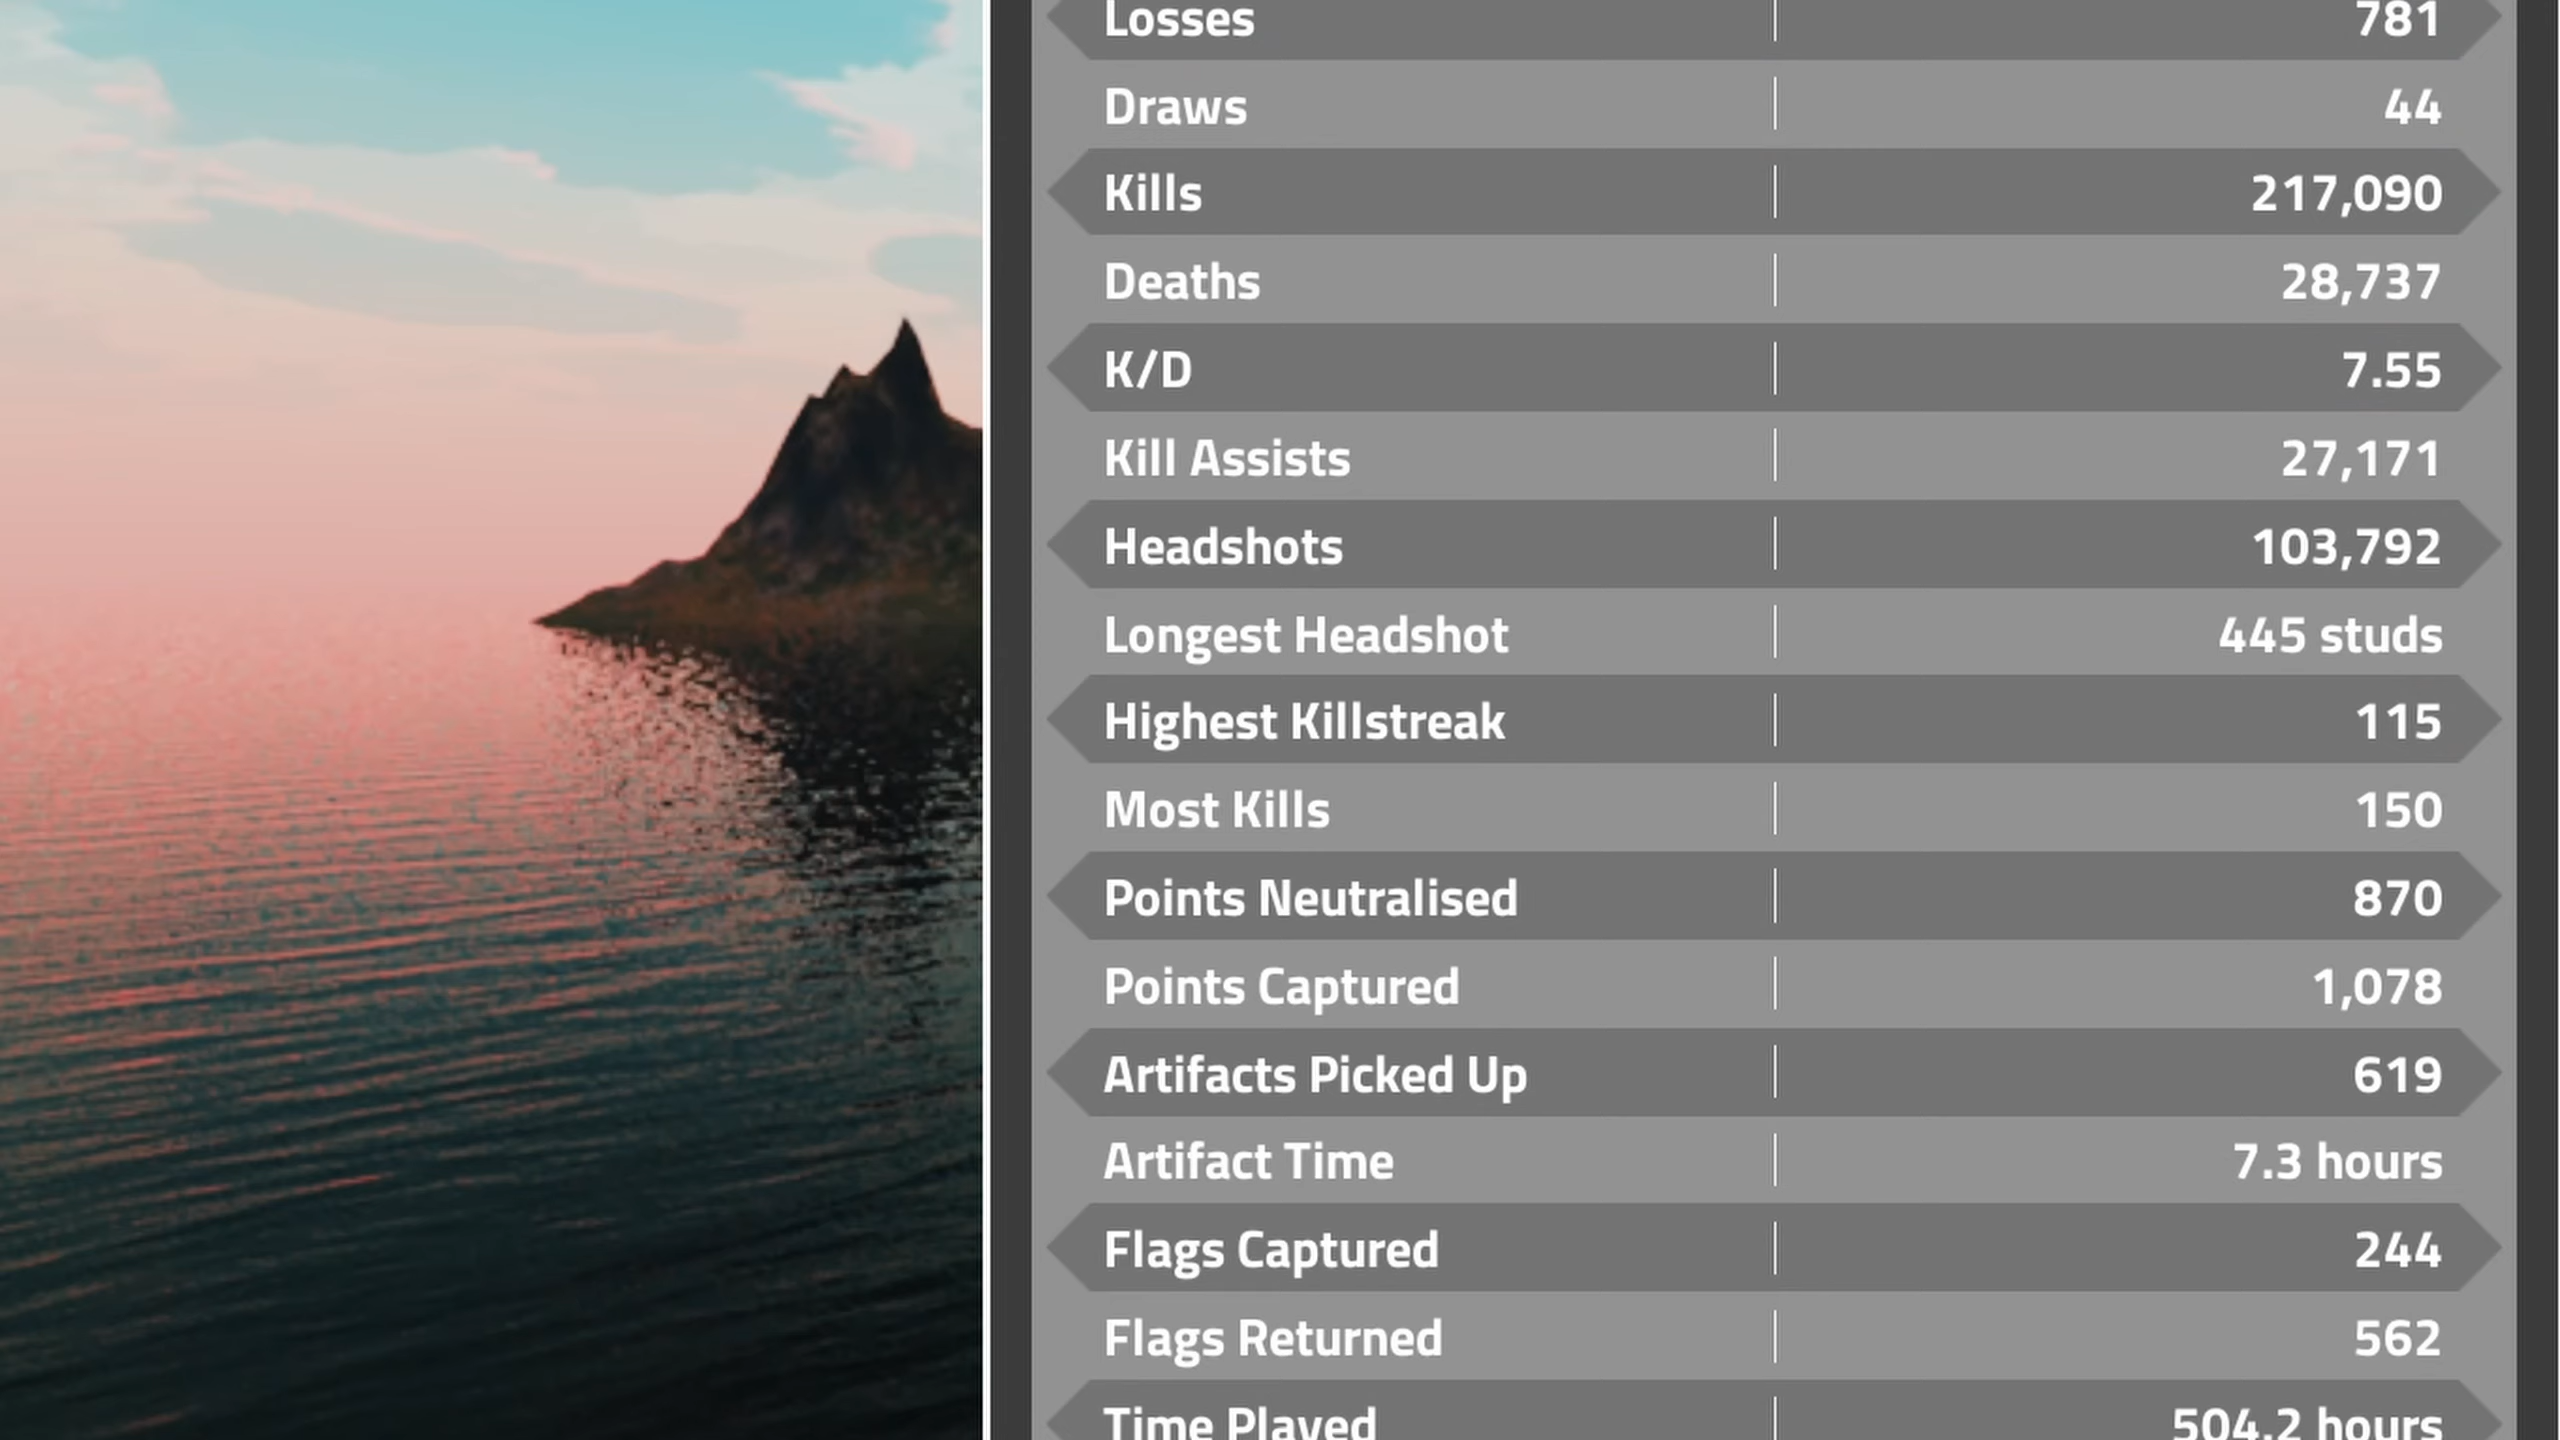 Losses 781
Draws 44
Kills 217,090
Deaths 28,737
K/D 7.55
Kill Assists 27,171
Headshots 103,792
Longest Headshot 445 studs
Highest Killstreak 115
Most Kills 150
Points Neutralised 870
Points Captured 1,078
Artifacts Picked Up 619
Artifact Time 7.3 hours
Flags Captured 244
Flags Returned 562
Time Played 504.2 hours